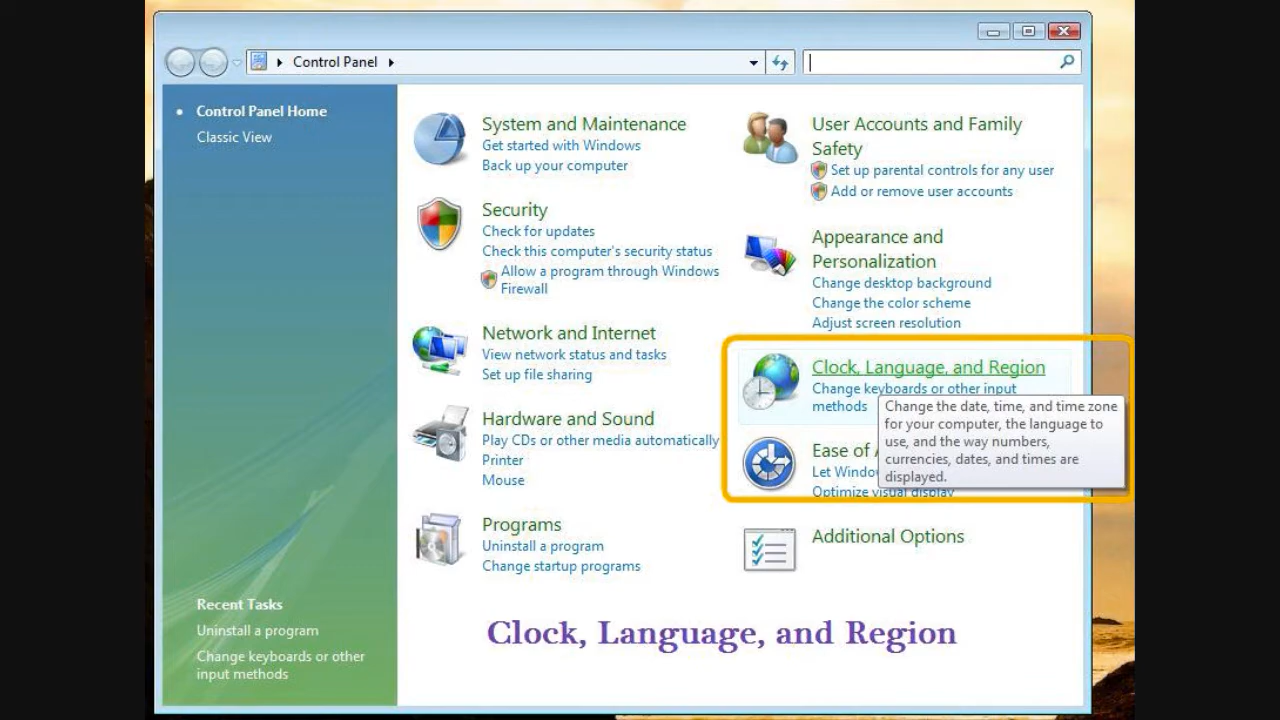 Control Panel
Control Panel Home
Classic View
System and Maintenance
Get started with Windows
Back up your computer
Security
Check for updates
Check this computer's security status
Allow a program through Windows
Firewall
Network and Internet
View network status and tasks
Set up file sharing
Hardware and Sound
Play CDs or other media automatically
Printer
Mouse
Programs
Uninstall a program
Change startup programs
User Accounts and Family
Safety
Set up parental controls for any user
Add or remove user accounts
Appearance and
Personalization
Change desktop background
Change the color scheme
Adjust screen resolution
Clock, Language, and Region
Change keyboards or other input
methods
Change the date, time, and time zone
for your computer, the language to
use, and the way numbers,
currencies, dates, and times are
displayed.
Ease of
Let
Optimize visual display
Additional Options
Recent Tasks
Uninstall a program
Change keyboards or other
input methods
Clock, Language, and Region